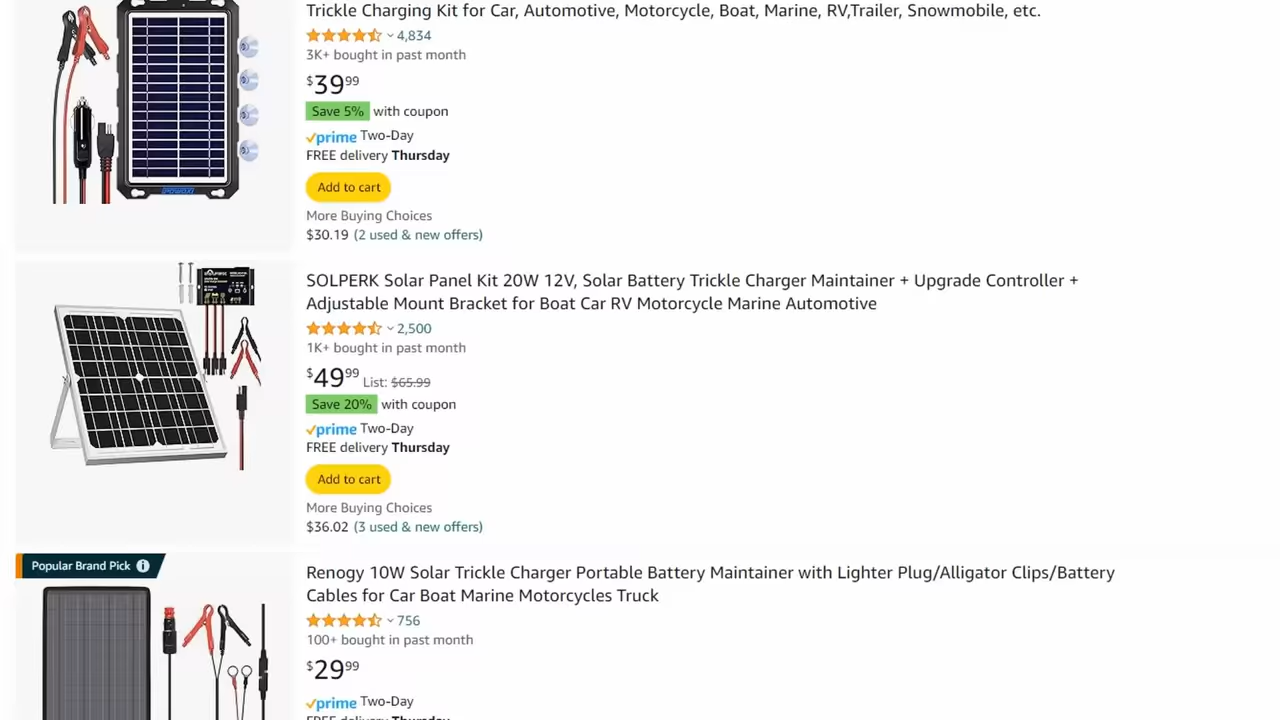 Trickle Charging Kit for Car, Automotive, Motorcycle, Boat, Marine, RV,Trailer, Snowmobile, etc.
4,834
3K+ bought in past month
$39.99
Save 5% with coupon
prime Two-Day
FREE delivery Thursday
Add to cart
More Buying Choices
$30.19 (2 used & new offers)
SOLPERK Solar Panel Kit 20W 12V, Solar Battery Trickle Charger Maintainer + Upgrade Controller +
Adjustable Mount Bracket for Boat Car RV Motorcycle Marine Automotive
2,500
1K+ bought in past month
$49.99 List: $65.99
Save 20% with coupon
prime Two-Day
FREE delivery Thursday
Add to cart
More Buying Choices
$36.02 (3 used & new offers)
Popular Brand Pick
Renogy 10W Solar Trickle Charger Portable Battery Maintainer with Lighter Plug/Alligator Clips/Battery
Cables for Car Boat Marine Motorcycles Truck
756
100+ bought in past month
$29.99
prime Two-Day
FREE delivery Thursday